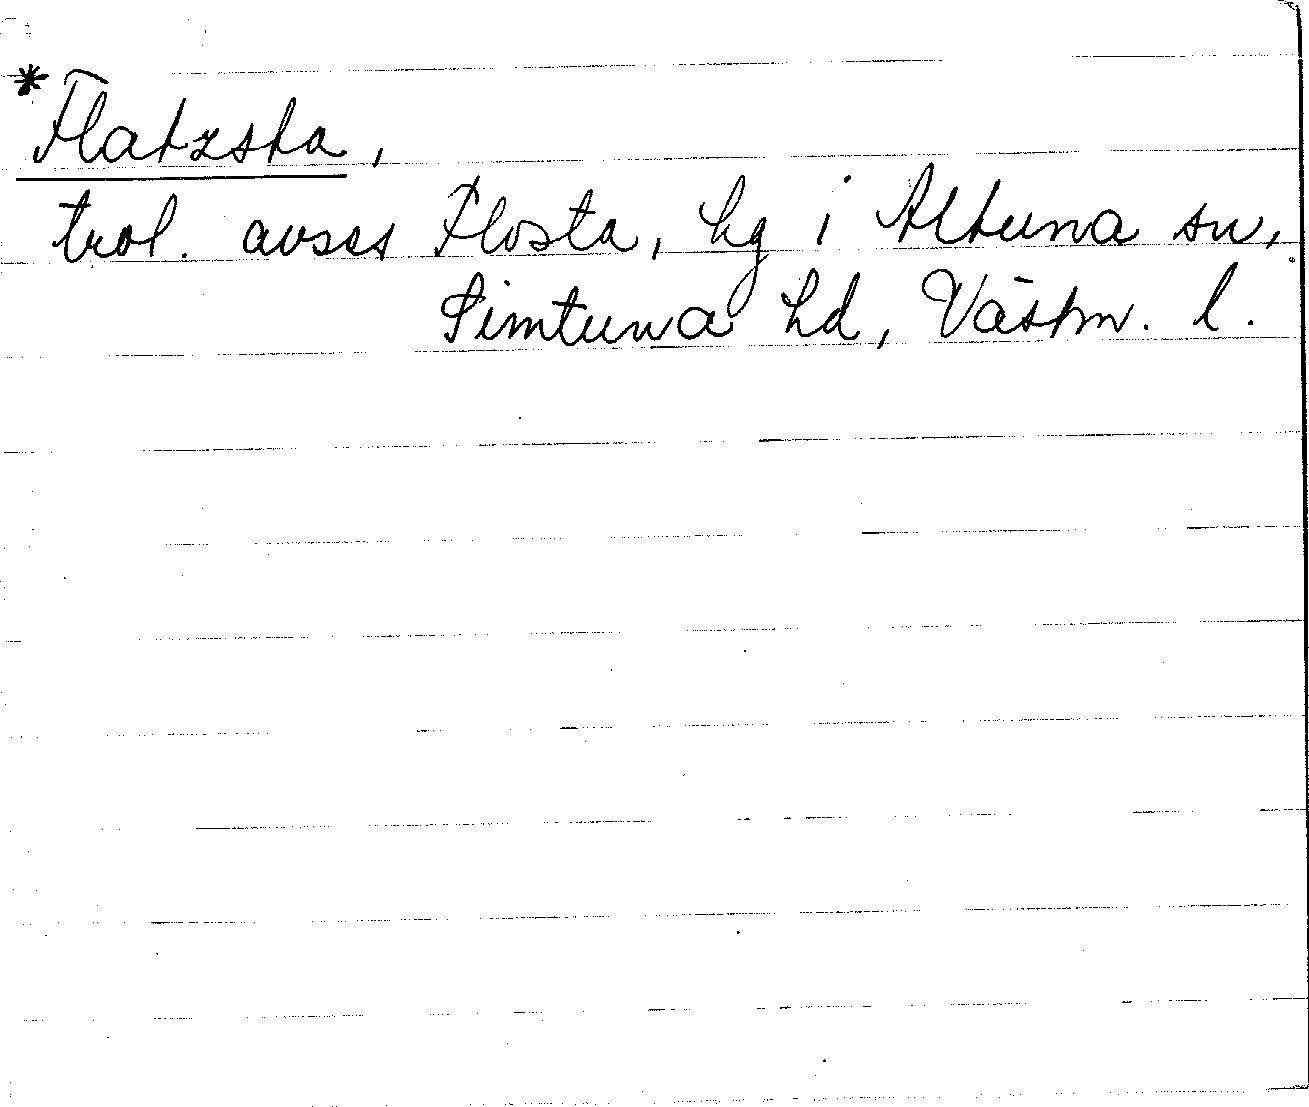 *Flatzsta,
trol. avses Flosta, hg i Altuna sn,
Simtuna hd, Västm. l.